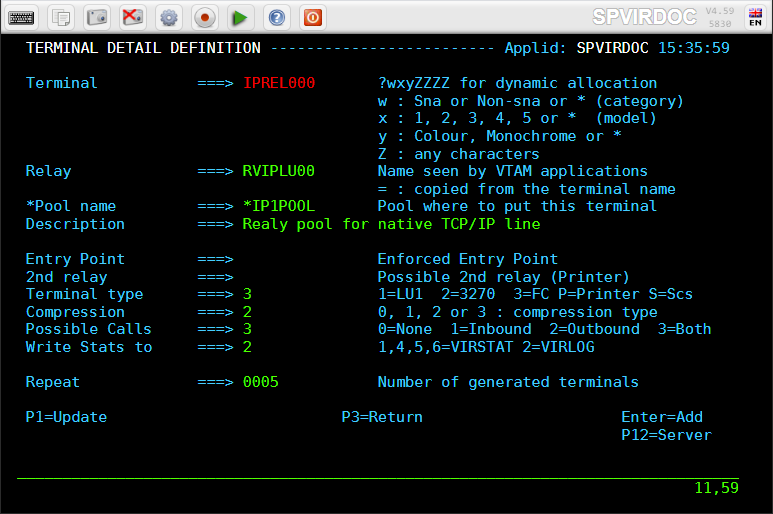 SPVIRDOC V4.59 5830 EN
TERMINAL DETAIL DEFINITION ------------------------- Applid: SPVIRDOC 15:35:59
Terminal ===> IPREL000 ?wxyZZZZ for dynamic allocation
w : Sna or Non-sna or * (category)
x : 1, 2, 3, 4, 5 or * (model)
y : Colour, Monochrome or *
Z : any characters
Relay ===> RVIPLU00 Name seen by VTAM applications
= : copied from the terminal name
*Pool name ===> *IP1POOL Pool where to put this terminal
Description ===> Realy pool for native TCP/IP line
Entry Point ===> Enforced Entry Point
2nd relay ===> Possible 2nd relay (Printer)
Terminal type ===> 3 1=LU1 2=3270 3=FC P=Printer S=Scs
Compression ===> 2 0, 1, 2 or 3 : compression type
Possible Calls ===> 3 0=None 1=Inbound 2=Outbound 3=Both
Write Stats to ===> 2 1,4,5,6=VIRSTAT 2=VIRLOG
Repeat ===> 0005 Number of generated terminals
P1=Update P3=Return Enter=Add
P12=Server
11,59